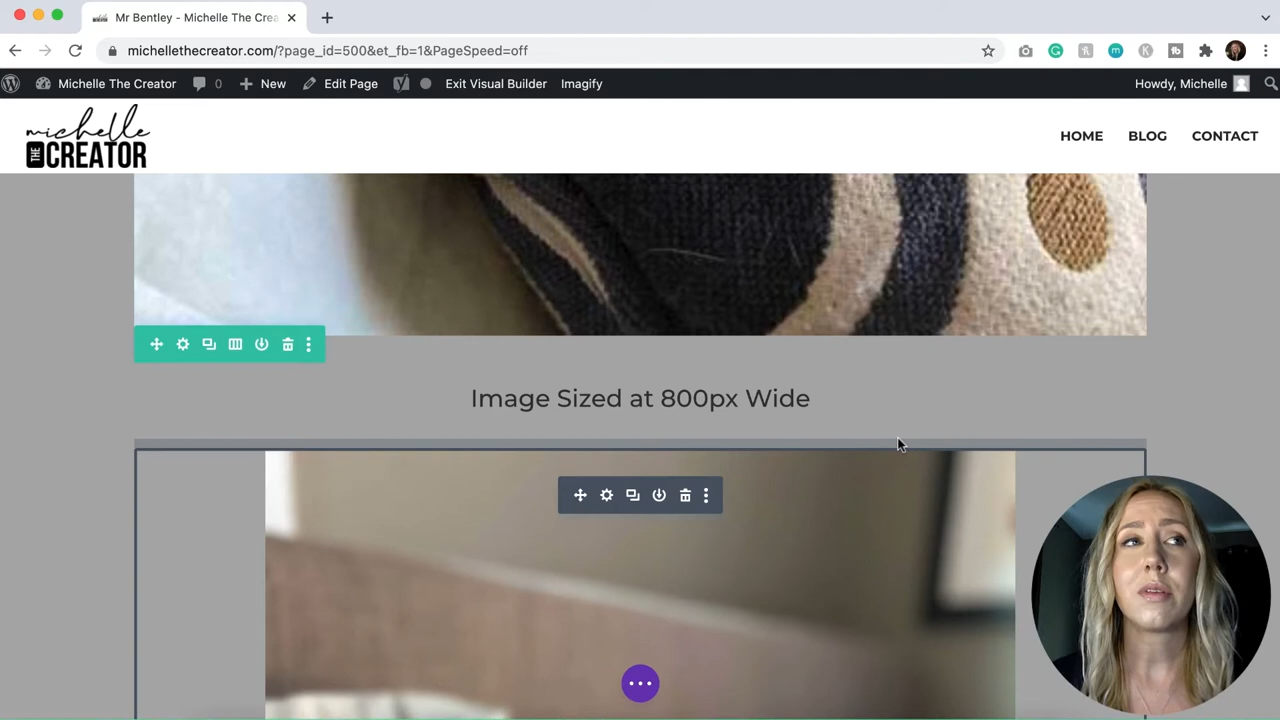 Mr Bentley - Michelle The Crea
michellethecreator.com/?page_id=500&et_fb=1&PageSpeed=off
Michelle The Creator 0 New Edit Page Exit Visual Builder Imagify Howdy, Michelle
michelle
THE CREATOR
HOME BLOG CONTACT
Image Sized at 800px Wide